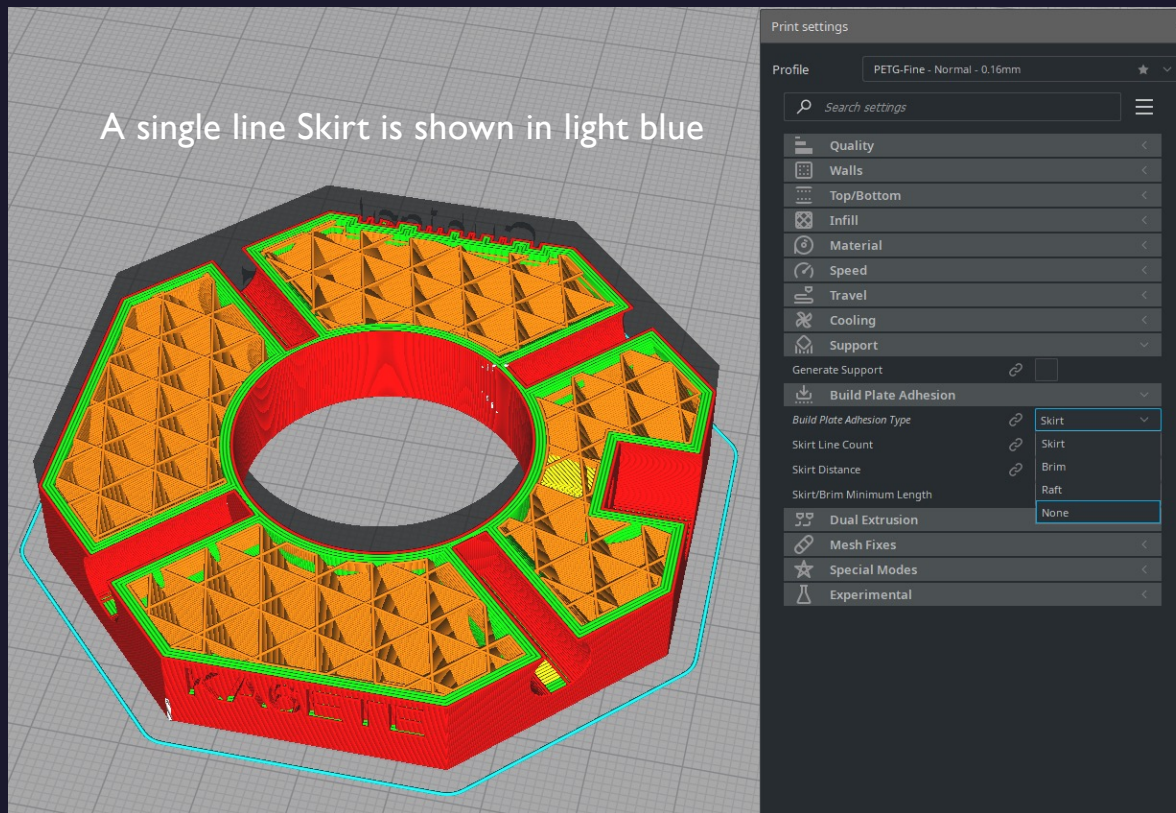 Print settings
Profile
PETG-Fine - Normal - 0.16mm
Search settings
A single line Skirt is shown in light blue
Quality
Walls
Top/Bottom
Infill
Material
Speed
Travel
Cooling
Support
Generate Support
Build Plate Adhesion
Build Plate Adhesion Type
Skirt
Skirt Line Count
Skirt
Skirt Distance
Brim
Raft
Skirt/Brim Minimum Length
None
Dual Extrusion
Mesh Fixes
Special Modes
Experimental
KASETE